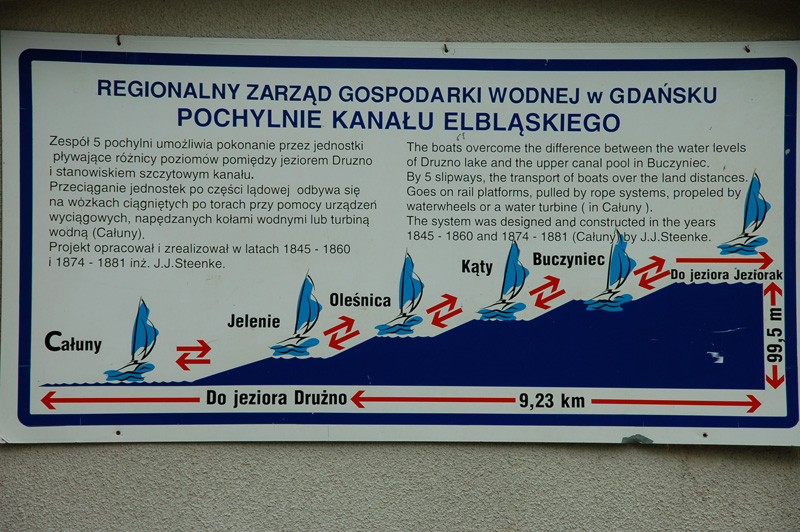 REGIONALNY ZARZĄD GOSPODARKI WODNEJ w GDAŃSKU
POCHYLNIE KANAŁU ELBLĄSKIEGO
Zespół 5 pochylni umożliwia pokonanie przez jednostki
pływające różnicy poziomów pomiędzy jeziorem Druzno
i stanowiskiem szczytowym kanału.
Przeciąganie jednostek po części lądowej odbywa się
na wózkach ciągniętych po torach przy pomocy urządzeń
wyciągowych, napędzanych kołami wodnymi lub turbiną
wodną (Całuny).
Projekt opracował i zrealizował w latach 1845 - 1860
i 1874 - 1881 inż. J.J.Steenke.
The boats overcome the difference between the water levels
of Druzno lake and the upper canal pool in Buczyniec.
By 5 slipways, the transport of boats over the land distances.
Goes on rail platforms, pulled by rope systems, propeled by
waterwheels or a water turbine ( in Całuny ).
The system was designed and constructed in the years
1845 - 1860 and 1874 - 1881 (Całuny) by J.J.Steenke.
Całuny
Jelenie
Oleśnica
Kąty
Buczyniec
Do jeziora Jeziorak
99,5 m
Do jeziora Drużno
9,23 km